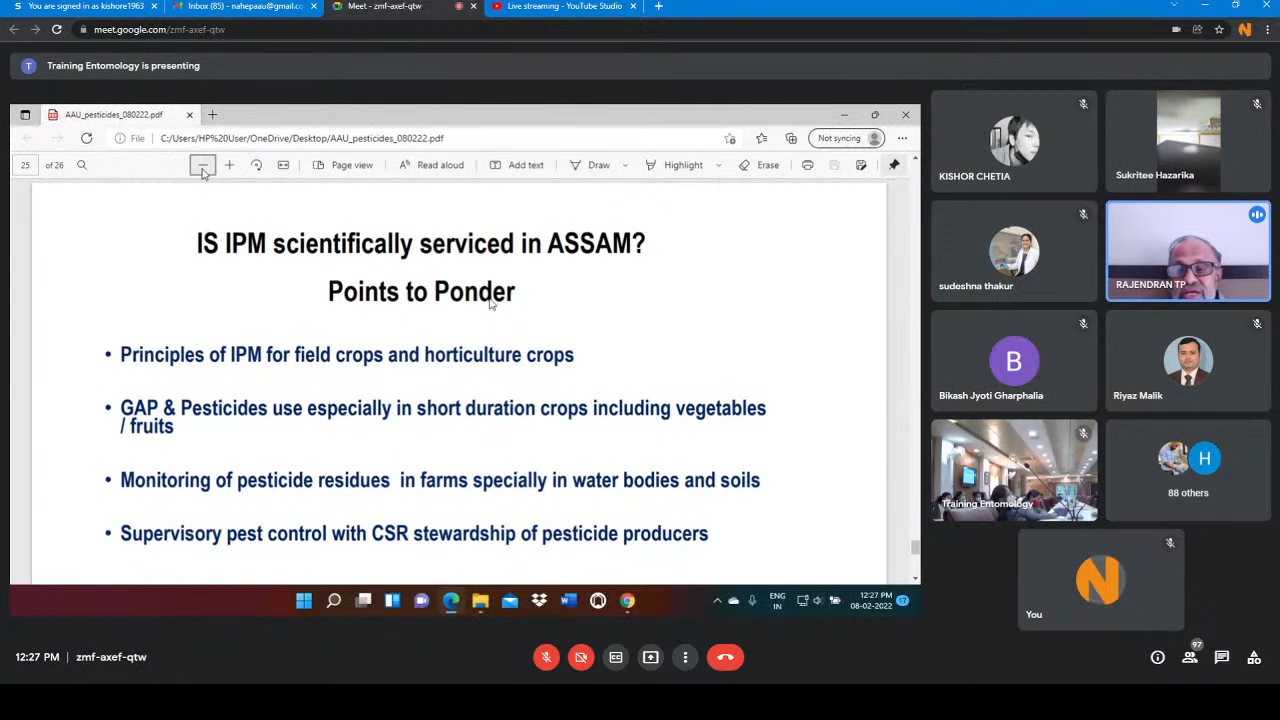 S You are signed in as kishore1963
Inbox (85) - nahepaau@gmail.co
Meet - zmf-axef-qtw
Live streaming - YouTube Studio
meet.google.com/zmf-axef-qtw
N
T Training Entomology is presenting
AAU_pesticides_080222.pdf
File C:/Users/HP%20User/OneDrive/Desktop/AAU_pesticides_080222.pdf
Not syncing
25 of 26
Page view
Read aloud
Add text
Draw
Highlight
Erase
IS IPM scientifically serviced in ASSAM?
Points to Ponder
• Principles of IPM for field crops and horticulture crops
• GAP & Pesticides use especially in short duration crops including vegetables
/ fruits
• Monitoring of pesticide residues in farms specially in water bodies and soils
• Supervisory pest control with CSR stewardship of pesticide producers
ENG
IN
12:27 PM
08-02-2022
17
KISHOR CHETIA
Sukritee Hazarika
sudeshna thakur
RAJENDRAN TP
B
Bikash Jyoti Gharphalia
Riyaz Malik
Training Entomology
H
88 others
N
You
12:27 PM | zmf-axef-qtw
CC
97